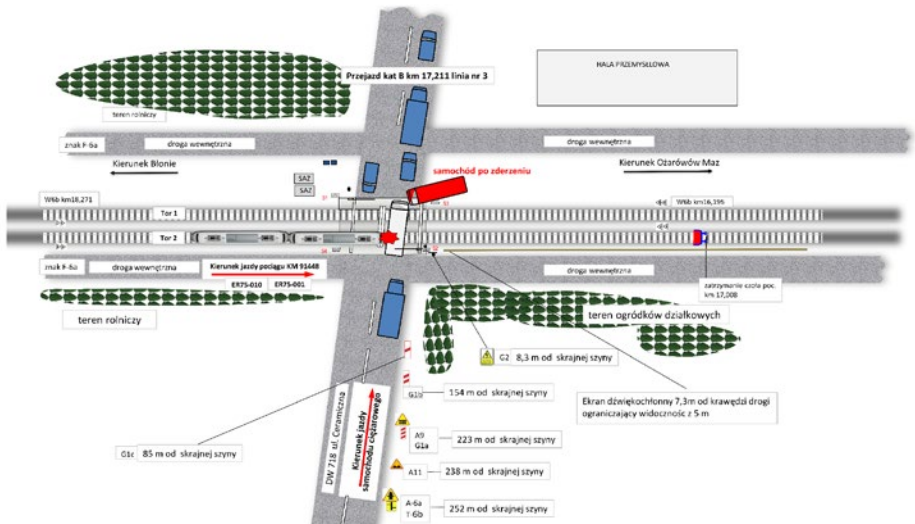 Przejazd kat B km 17,211 linia nr 3
HALA PRZEMYSŁOWA
teren rolniczy
znak F-6a
droga wewnętrzna
droga wewnętrzna
Kierunek Błonie
Kierunek Ożarówów Maz
samochód po zderzeniu
SAZ
SAZ
W6b km18,271
W6b km16,195
Tor 1
Tor 2
znak F-6a
droga wewnętrzna
Kierunek jazdy pociągu KM 91448
droga wewnętrzna
ER75-010
ER75-001
zatrzymanie czoła poc.
km 17,008
teren rolniczy
teren ogródków działkowych
G2
8,3 m od skrajnej szyny
G1b
154 m od skrajnej szyny
Ekran dźwiękochłonny 7,3m od krawędzi drogi
ograniczający widocznośc z 5 m
A9
G1a
223 m od skrajnej szyny
G1c
85 m od skrajnej szyny
DW 718 ul. Ceramiczna
Kierunek jazdy
samochodu ciężarowego
A11
238 m od skrajnej szyny
A-6a
T-6b
252 m od skrajnej szyny